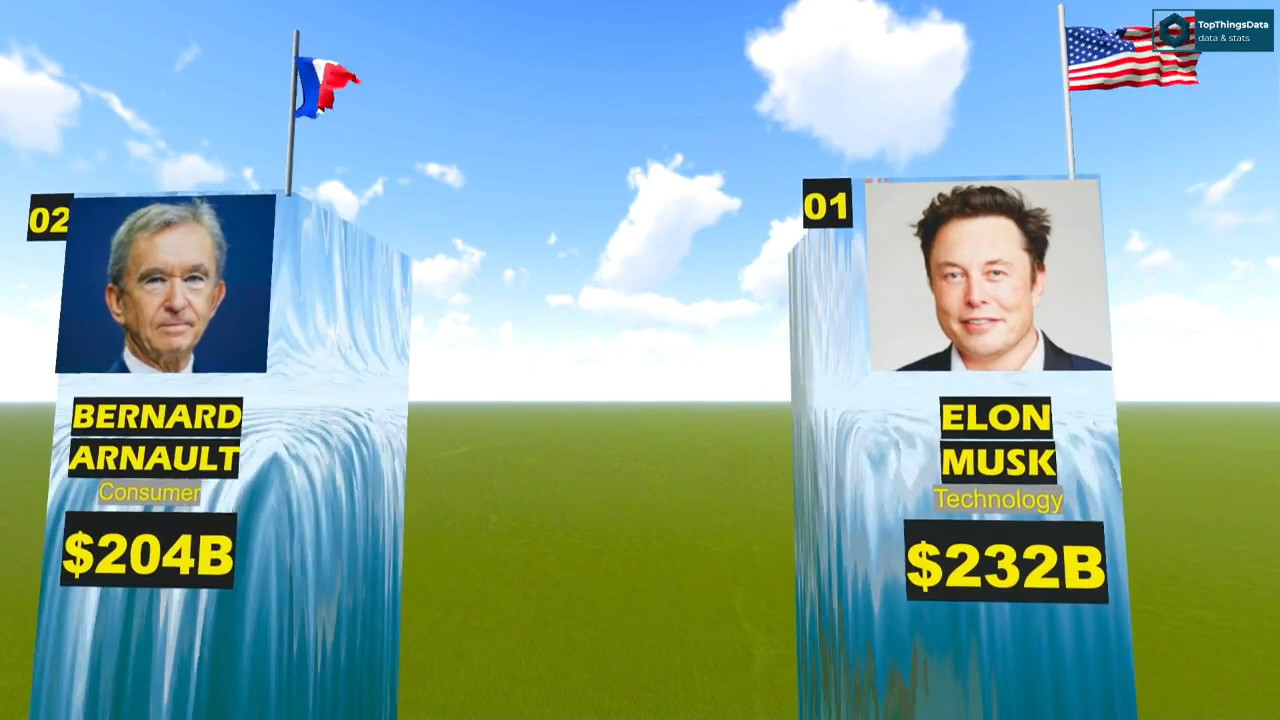 TopThingsData
data & stats
02
BERNARD
ARNAULT
Consumer
$204B
01
ELON
MUSK
Technology
$232B